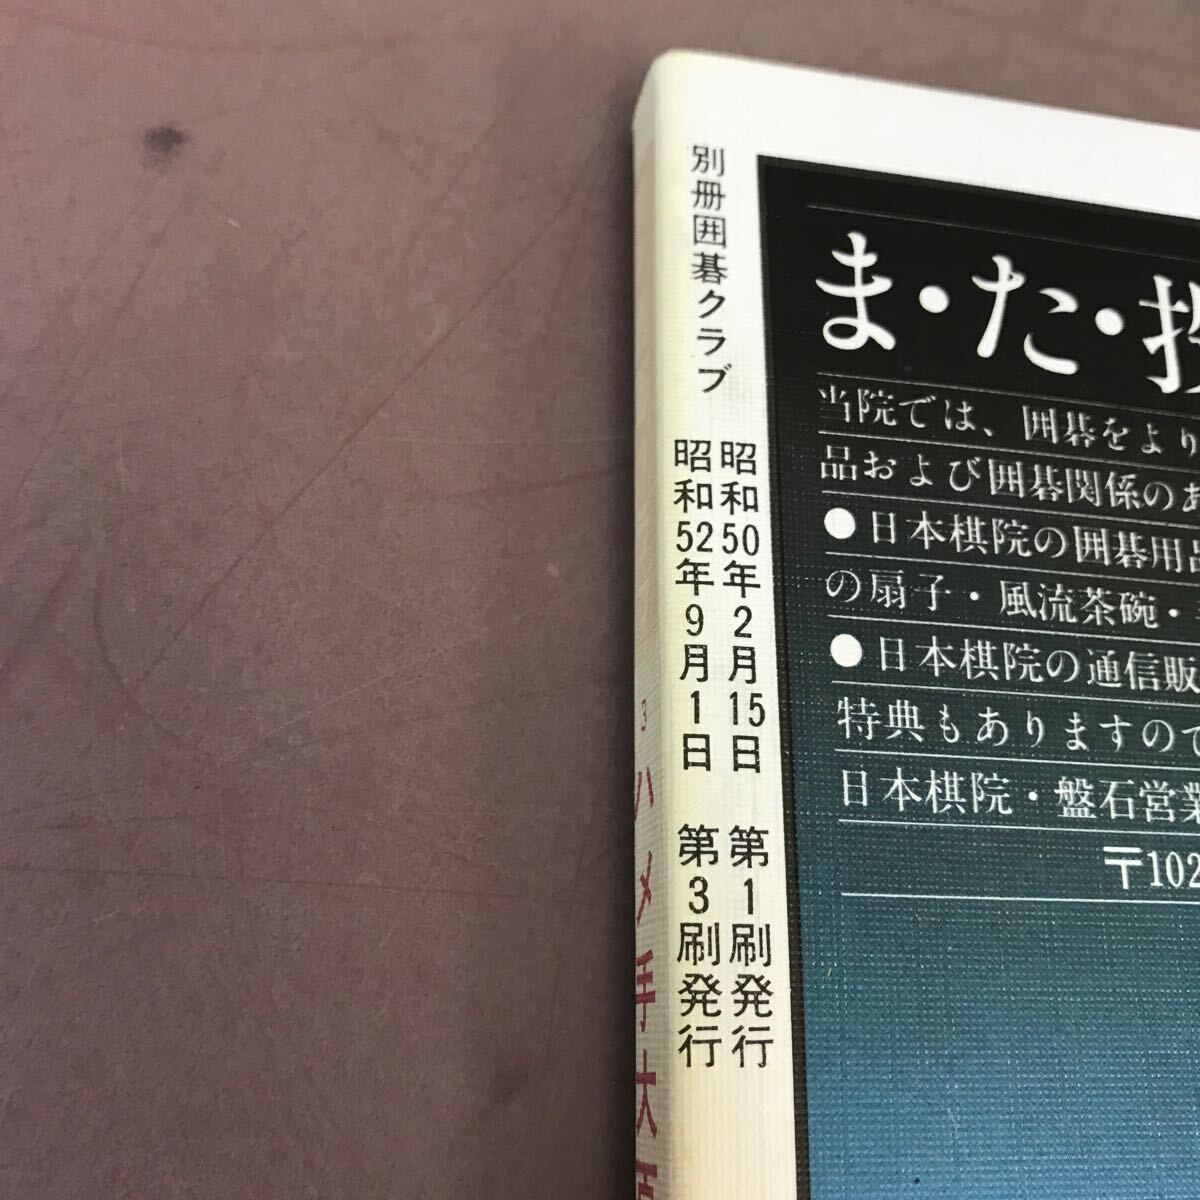 別冊囲碁クラブ
昭和50年2月15日 第1刷発行
昭和52年9月1日 第3刷発行
3 ハメ手大
ま・た・
当院では、囲碁をより
品および囲碁関係のあ
●日本棋院の囲碁用品
の扇子・風流茶碗・
●日本棋院の通信販
特典もありますので
日本棋院・盤石営業
〒102